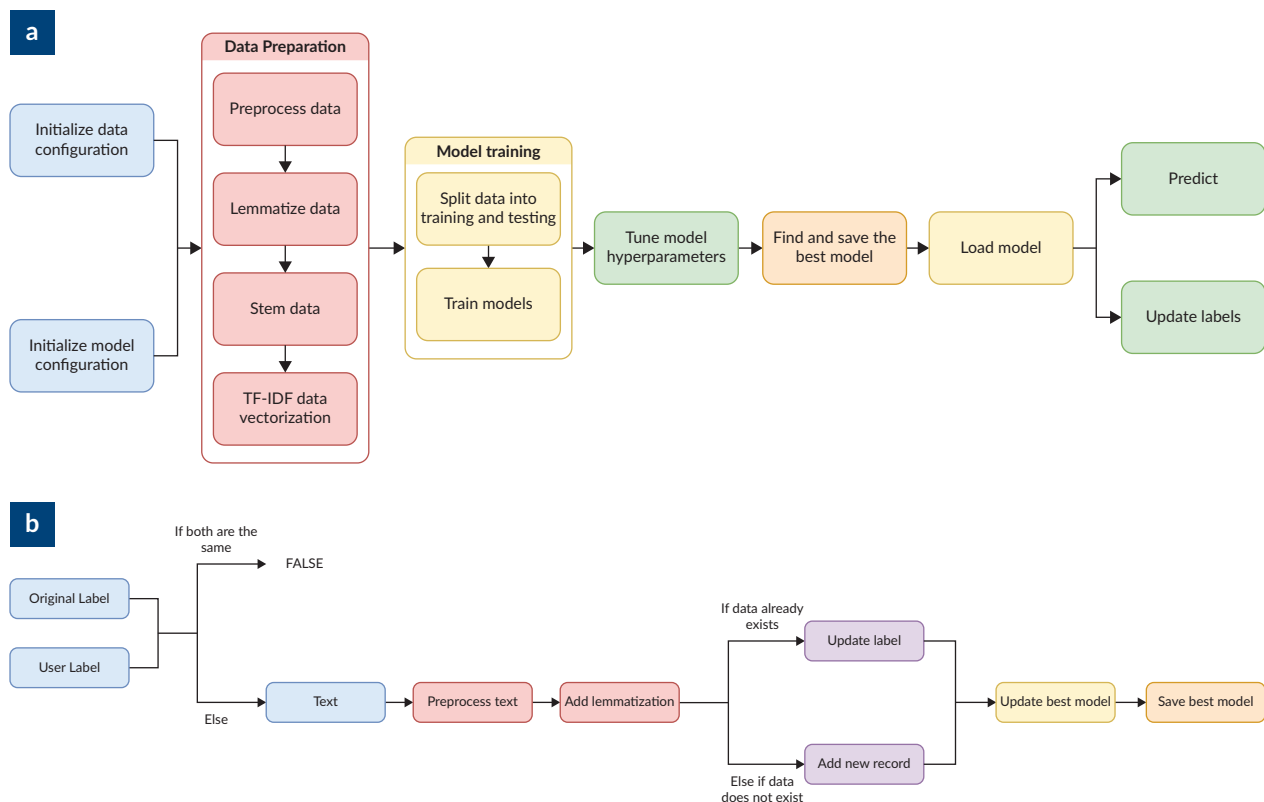 a
Initialize data
configuration
Initialize model
configuration
Data Preparation
Preprocess data
Lemmatize data
Stem data
TF-IDF data
vectorization
Model training
Split data into
training and testing
Train models
Tune model
hyperparameters
Find and save the
best model
Load model
Predict
Update labels
b
Original Label
User Label
If both are the
same
FALSE
Else
Text
Preprocess text
Add lemmatization
If data already
exists
Update label
Else if data
does not exist
Add new record
Update best model
Save best model